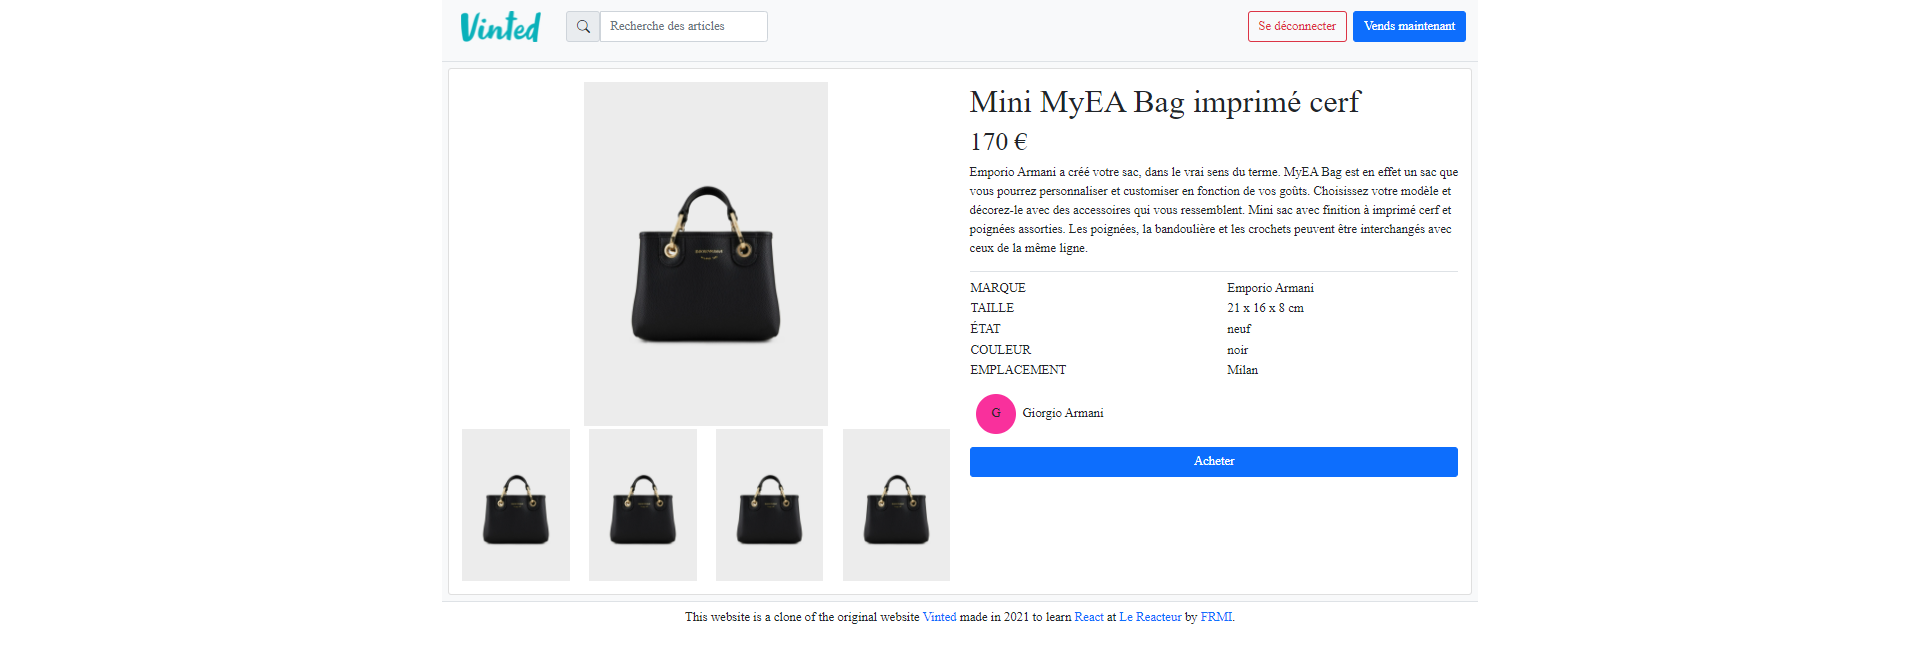 Vinted
Recherche des articles
Se déconnecter
Vends maintenant
Mini MyEA Bag imprimé cerf
170 €
Emporio Armani a créé votre sac, dans le vrai sens du terme. MyEA Bag est en effet un sac que
vous pourrez personnaliser et customiser en fonction de vos goûts. Choisissez votre modèle et
décorez-le avec des accessoires qui vous ressemblent. Mini sac avec finition à imprimé cerf et
poignées assorties. Les poignées, la bandoulière et les crochets peuvent être interchangés avec
ceux de la même ligne.
MARQUE Emporio Armani
TAILLE 21 x 16 x 8 cm
ÉTAT neuf
COULEUR noir
EMPLACEMENT Milan
G Giorgio Armani
Acheter
This website is a clone of the original website Vinted made in 2021 to learn React at Le Reacteur by FRMI.